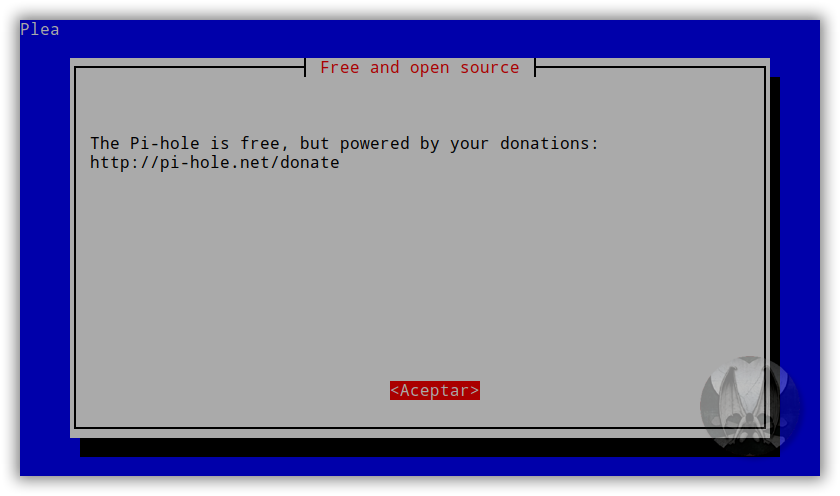 Plea
Free and open source
The Pi-hole is free, but powered by your donations:
http://pi-hole.net/donate
<Aceptar>